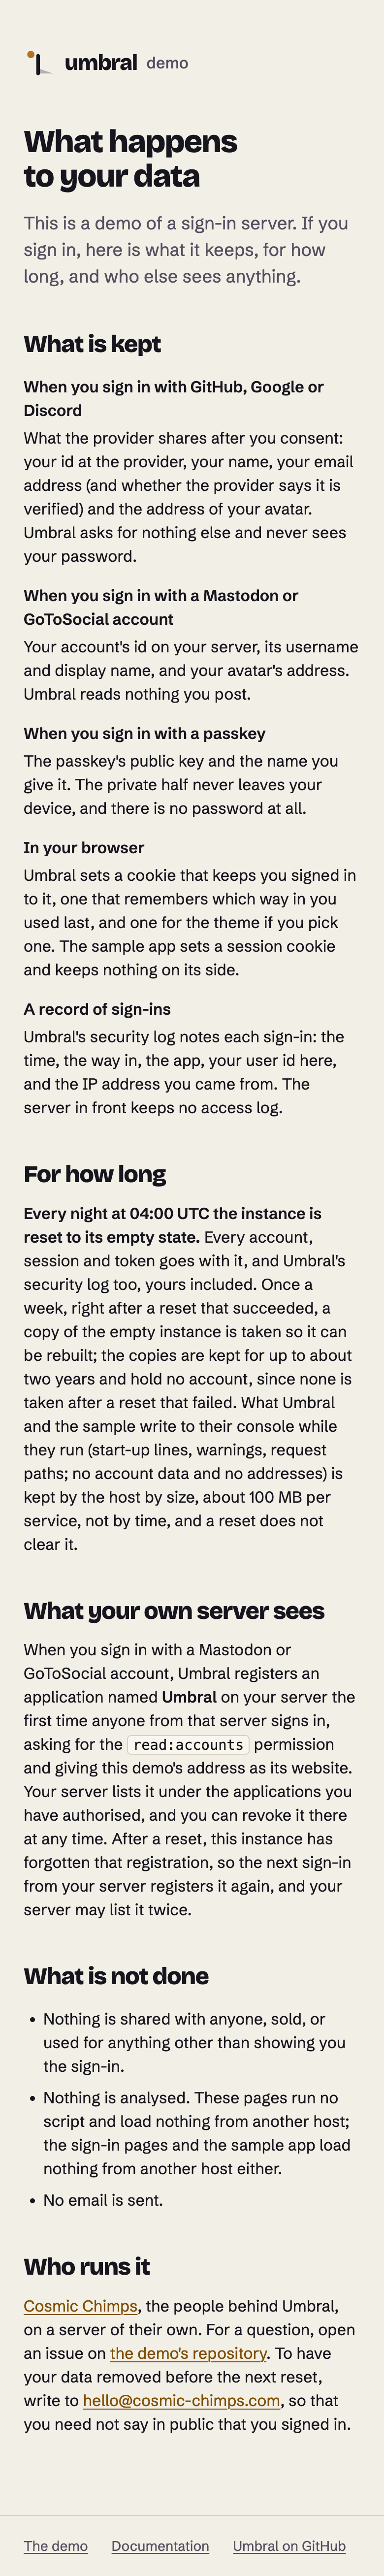 umbral demo
What happens
to your data
This is a demo of a sign-in server. If you
sign in, here is what it keeps, for how
long, and who else sees anything.
What is kept
When you sign in with GitHub, Google or
Discord
What the provider shares after you consent:
your id at the provider, your name, your email
address (and whether the provider says it is
verified) and the address of your avatar.
Umbral asks for nothing else and never sees
your password.
When you sign in with a Mastodon or
GoToSocial account
Your account's id on your server, its username
and display name, and your avatar's address.
Umbral reads nothing you post.
When you sign in with a passkey
The passkey's public key and the name you
give it. The private half never leaves your
device, and there is no password at all.
In your browser
Umbral sets a cookie that keeps you signed in
to it, one that remembers which way in you
used last, and one for the theme if you pick
one. The sample app sets a session cookie
and keeps nothing on its side.
A record of sign-ins
Umbral's security log notes each sign-in: the
time, the way in, the app, your user id here,
and the IP address you came from. The
server in front keeps no access log.
For how long
Every night at 04:00 UTC the instance is
reset to its empty state. Every account,
session and token goes with it, and Umbral's
security log too, yours included. Once a
week, right after a reset that succeeded, a
copy of the empty instance is taken so it can
be rebuilt; the copies are kept for up to about
two years and hold no account, since none is
taken after a reset that failed. What Umbral
and the sample write to their console while
they run (start-up lines, warnings, request
paths; no account data and no addresses) is
kept by the host by size, about 100 MB per
service, not by time, and a reset does not
clear it.
What your own server sees
When you sign in with a Mastodon or
GoToSocial account, Umbral registers an
application named Umbral on your server the
first time anyone from that server signs in,
asking for the read:accounts permission
and giving this demo's address as its website.
Your server lists it under the applications you
have authorised, and you can revoke it there
at any time. After a reset, this instance has
forgotten that registration, so the next sign-in
from your server registers it again, and your
server may list it twice.
What is not done
• Nothing is shared with anyone, sold, or
used for anything other than showing you
the sign-in.
• Nothing is analysed. These pages run no
script and load nothing from another host;
the sign-in pages and the sample app load
nothing from another host either.
• No email is sent.
Who runs it
Cosmic Chimps, the people behind Umbral,
on a server of their own. For a question, open
an issue on the demo's repository. To have
your data removed before the next reset,
write to hello@cosmic-chimps.com, so that
you need not say in public that you signed in.
The demo Documentation Umbral on GitHub